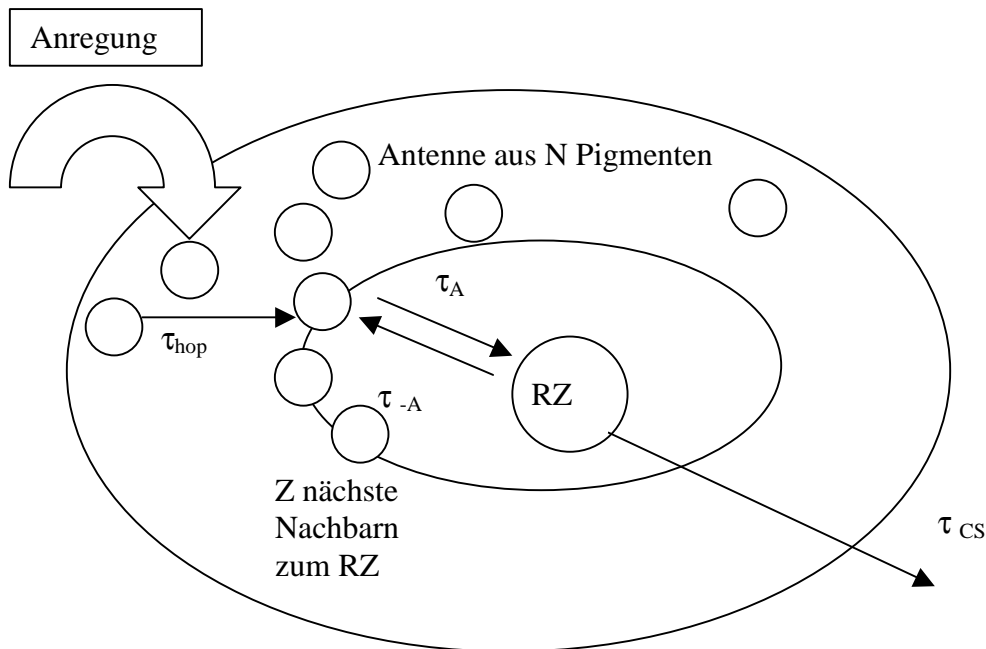 Anregung
Antenne aus N Pigmenten
τA
τhop
RZ
τ -A
Z nächste
Nachbarn
zum RZ
τ CS